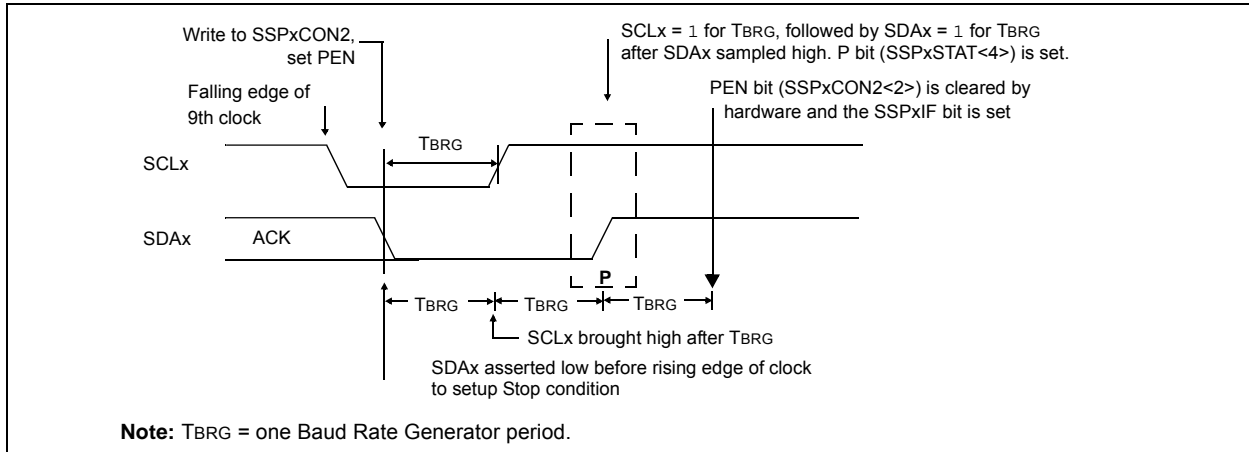 Write to SSPxCON2,
set PEN
SCLx = 1 for TBRG, followed by SDAx = 1 for TBRG
after SDAx sampled high. P bit (SSPxSTAT<4>) is set.
Falling edge of
9th clock
PEN bit (SSPxCON2<2>) is cleared by
hardware and the SSPxIF bit is set
TBRG
SCLx
SDAx
ACK
P
TBRG
TBRG
TBRG
SCLx brought high after TBRG
SDAx asserted low before rising edge of clock
to setup Stop condition
Note: TBRG = one Baud Rate Generator period.